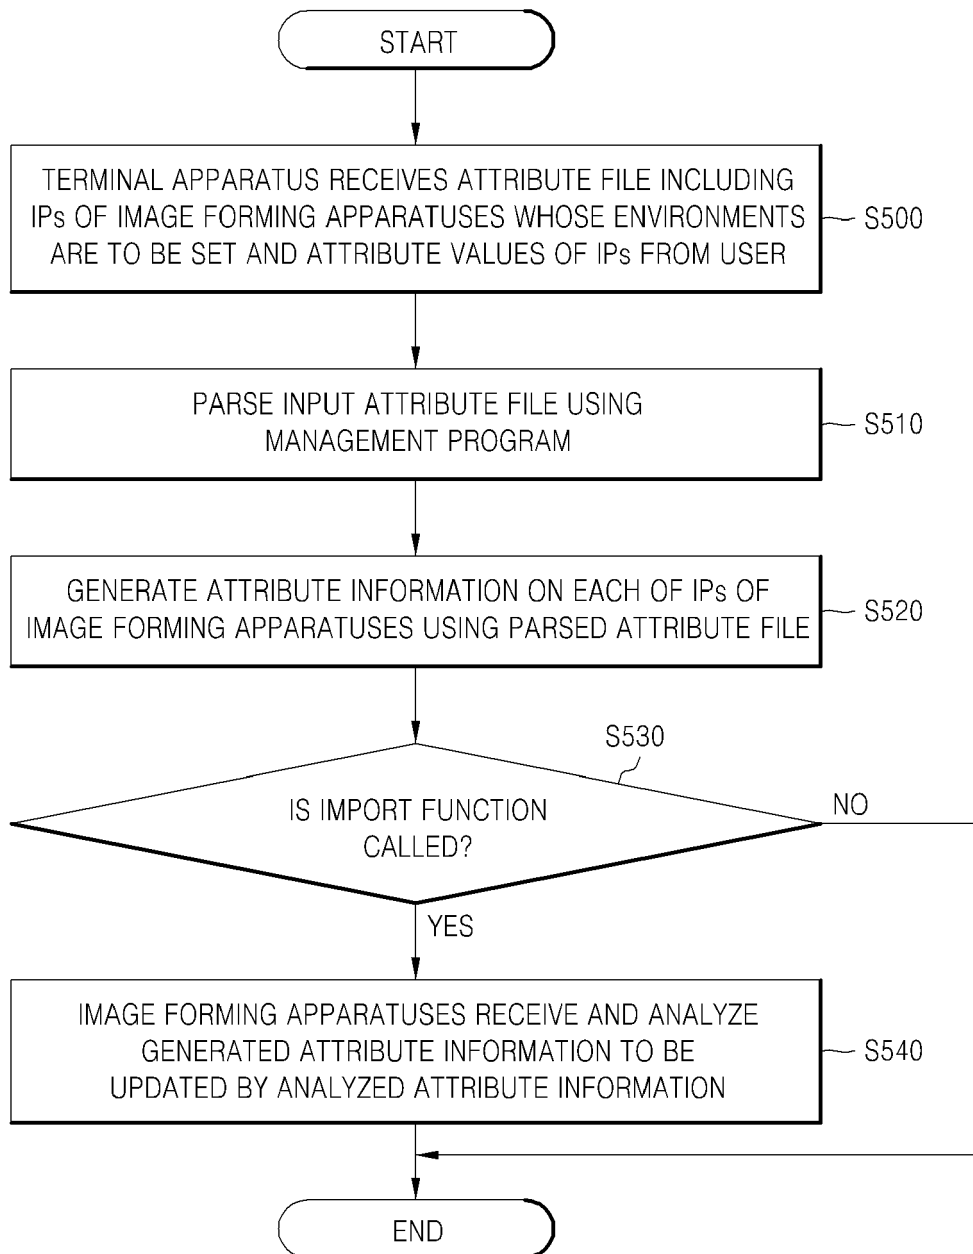 START
TERMINAL APPARATUS RECEIVES ATTRIBUTE FILE INCLUDING
IPs OF IMAGE FORMING APPARATUSES WHOSE ENVIRONMENTS
ARE TO BE SET AND ATTRIBUTE VALUES OF IPs FROM USER
S500
PARSE INPUT ATTRIBUTE FILE USING
MANAGEMENT PROGRAM
S510
GENERATE ATTRIBUTE INFORMATION ON EACH OF IPs OF
IMAGE FORMING APPARATUSES USING PARSED ATTRIBUTE FILE
S520
S530
IS IMPORT FUNCTION
CALLED?
NO
YES
IMAGE FORMING APPARATUSES RECEIVE AND ANALYZE
GENERATED ATTRIBUTE INFORMATION TO BE
UPDATED BY ANALYZED ATTRIBUTE INFORMATION
S540
END